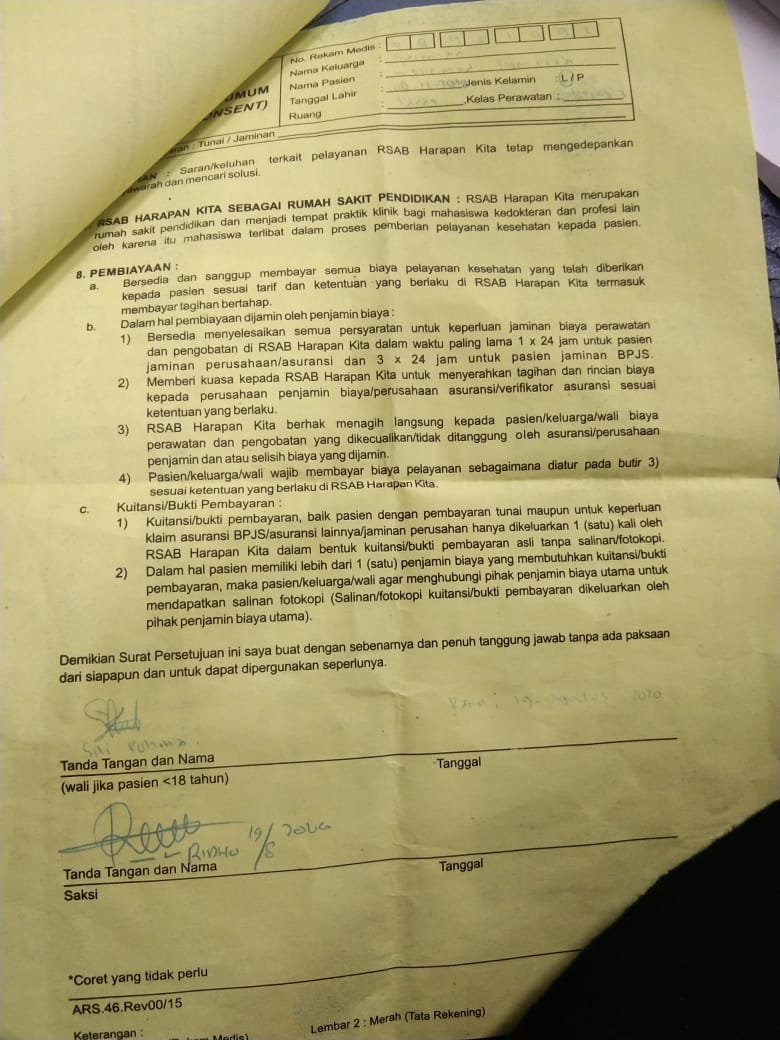 No. Rekam Medis :
Nama Keluarga :
Nama Pasien :
Tanggal Lahir : Jenis Kelamin : L / P
Ruang : ,Kelas Perawatan :
UMUM
ONSENT)
aran : Tunai / Jaminan
AN : Saran/keluhan terkait pelayanan RSAB Harapan Kita tetap mengedepankan
awarah dan mencari solusi.
RSAB HARAPAN KITA SEBAGAI RUMAH SAKIT PENDIDIKAN : RSAB Harapan Kita merupakan
rumah sakit pendidikan dan menjadi tempat praktik klinik bagi mahasiswa kedokteran dan profesi lain
oleh karena itu mahasiswa terlibat dalam proses pemberian pelayanan kesehatan kepada pasien.
8. PEMBIAYAAN :
a. Bersedia dan sanggup membayar semua biaya pelayanan kesehatan yang telah diberikan
kepada pasien sesuai tarif dan ketentuan yang berlaku di RSAB Harapan Kita termasuk
membayar tagihan bertahap.
b. Dalam hal pembiayaan dijamin oleh penjamin biaya :
1) Bersedia menyelesaikan semua persyaratan untuk keperluan jaminan biaya perawatan
dan pengobatan di RSAB Harapan Kita dalam waktu paling lama 1 x 24 jam untuk pasien
jaminan perusahaan/asuransi dan 3 x 24 jam untuk pasien jaminan BPJS.
2) Memberi kuasa kepada RSAB Harapan Kita untuk menyerahkan tagihan dan rincian biaya
kepada perusahaan penjamin biaya/perusahaan asuransi/verifikator asuransi sesuai
ketentuan yang berlaku.
3) RSAB Harapan Kita berhak menagih langsung kepada pasien/keluarga/wali biaya
perawatan dan pengobatan yang dikecualikan/tidak ditanggung oleh asuransi/perusahaan
penjamin dan atau selisih biaya yang dijamin.
4) Pasien/keluarga/wali wajib membayar biaya pelayanan sebagaimana diatur pada butir 3)
sesuai ketentuan yang berlaku di RSAB Harapan Kita.
c. Kuitansi/Bukti Pembayaran :
1) Kuitansi/bukti pembayaran, baik pasien dengan pembayaran tunai maupun untuk keperluan
klaim asuransi BPJS/asuransi lainnya/jaminan perusahan hanya dikeluarkan 1 (satu) kali oleh
RSAB Harapan Kita dalam bentuk kuitansi/bukti pembayaran asli tanpa salinan/fotokopi.
2) Dalam hal pasien memiliki lebih dari 1 (satu) penjamin biaya yang membutuhkan kuitansi/bukti
pembayaran, maka pasien/keluarga/wali agar menghubungi pihak penjamin biaya utama untuk
mendapatkan salinan fotokopi (Salinan/fotokopi kuitansi/bukti pembayaran dikeluarkan oleh
pihak penjamin biaya utama).
Demikian Surat Persetujuan ini saya buat dengan sebenarnya dan penuh tanggung jawab tanpa ada paksaan
dari siapapun dan untuk dapat dipergunakan seperlunya.
Siti Rohma 2020
Tanda Tangan dan Nama Tanggal
(wali jika pasien <18 tahun)
RIDHO 19/8 2020
Tanda Tangan dan Nama Tanggal
Saksi
*Coret yang tidak perlu
ARS.46.Rev00/15
Keterangan :
Medis) Lembar 2 : Merah (Tata Rekening)